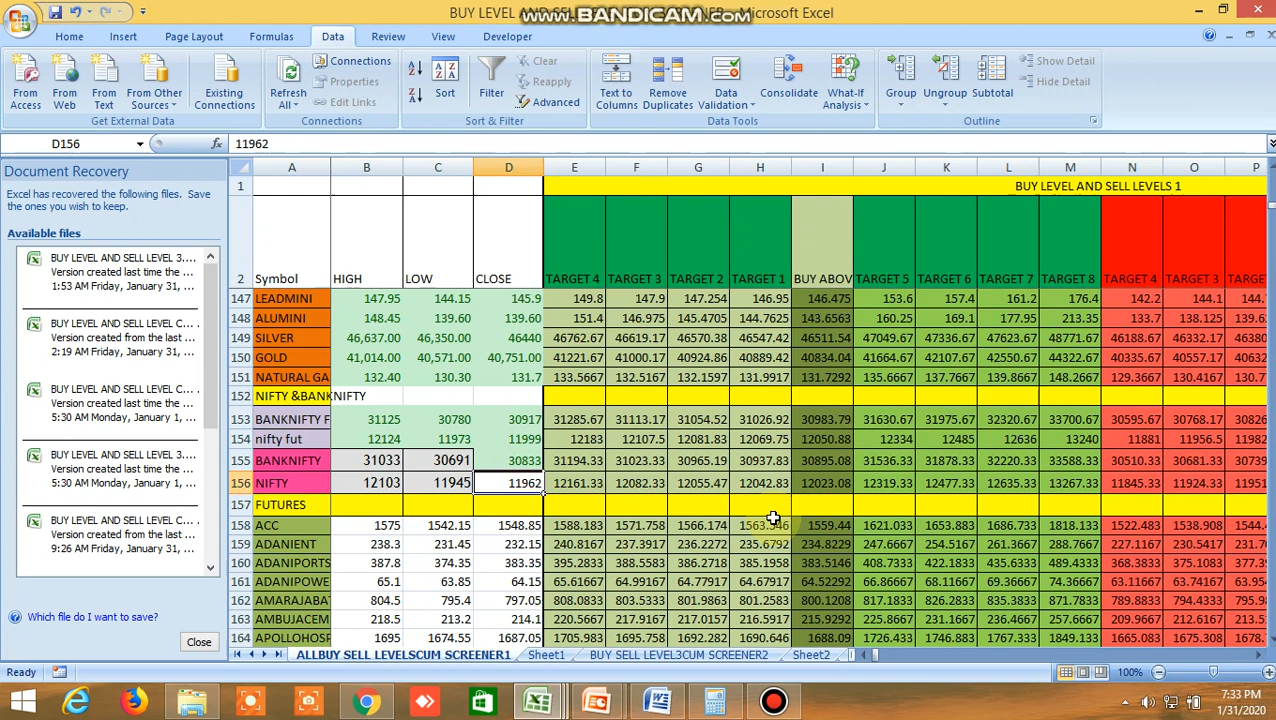 BUY LEVEL AND SELL LEVEL
www.BANDICAM.com
SCREENER - Microsoft Excel
Home Insert Page Layout Formulas Data Review View Developer
From Access
From Web
From Text
From Other Sources
Existing Connections
Get External Data
Refresh All
Connections
Properties
Edit Links
Connections
Sort
Filter
Clear
Reapply
Advanced
Sort & Filter
Text to Columns
Remove Duplicates
Data Validation
Consolidate
What-If Analysis
Data Tools
Group
Ungroup
Subtotal
Show Detail
Hide Detail
Outline
D156 fx 11962
Document Recovery
Excel has recovered the following files. Save the ones you wish to keep.
Available files
BUY LEVEL AND SELL LEVEL 3....
Version created last time the ...
1:53 AM Friday, January 31, ...
BUY LEVEL AND SELL LEVEL C...
Version created from the last ...
2:19 AM Friday, January 31, ...
BUY LEVEL AND SELL LEVEL C...
Version created from the last ...
5:30 AM Monday, January 1, ...
BUY LEVEL AND SELL LEVEL C...
Version created last time the ...
5:30 AM Monday, January 1, ...
BUY LEVEL AND SELL LEVEL C...
Version created last time the ...
9:26 AM Friday, January 31, ...
Which file do I want to save?
Close
A B C D E F G H I J K L M N O P
1 BUY LEVEL AND SELL LEVELS 1
2 Symbol HIGH LOW CLOSE TARGET 4 TARGET 3 TARGET 2 TARGET 1 BUY ABOV TARGET 5 TARGET 6 TARGET 7 TARGET 8 TARGET 4 TARGET 3 TARGET
147 LEADMINI 147.95 144.15 145.9 149.8 147.9 147.254 146.95 146.475 153.6 157.4 161.2 176.4 142.2 144.1 144.
148 ALUMINI 148.45 139.60 139.60 151.4 146.975 145.4705 144.7625 143.6563 160.25 169.1 177.95 213.35 133.7 138.125 139.6
149 SILVER 46,637.00 46,350.00 46440 46762.67 46619.17 46570.38 46547.42 46511.54 47049.67 47336.67 47623.67 48771.67 46188.67 46332.17 4638
150 GOLD 41,014.00 40,571.00 40,751.00 41221.67 41000.17 40924.86 40889.42 40834.04 41664.67 42107.67 42550.67 44322.67 40335.67 40557.17 4063
151 NATURAL GA 132.40 130.30 131.7 133.5667 132.5167 132.1597 131.9917 131.7292 135.6667 137.7667 139.8667 148.2667 129.3667 130.4167 130.7
152 NIFTY &BANKNIFTY
153 BANKNIFTY F 31125 30780 30917 31285.67 31113.17 31054.52 31026.92 30983.79 31630.67 31975.67 32320.67 33700.67 30595.67 30768.17 3082
154 nifty fut 12124 11973 11999 12183 12107.5 12081.83 12069.75 12050.88 12334 12485 12636 13240 11881 11956.5 11982
155 BANKNIFTY 31033 30691 30833 31194.33 31023.33 30965.19 30937.83 30895.08 31536.33 31878.33 32220.33 33588.33 30510.33 30681.33 30739
156 NIFTY 12103 11945 11962 12161.33 12082.33 12055.47 12042.83 12023.08 12319.33 12477.33 12635.33 13267.33 11845.33 11924.33 1195
157 FUTURES
158 ACC 1575 1542.15 1548.85 1588.183 1571.758 1566.174 1559.44 1621.033 1653.883 1686.733 1818.133 1522.483 1538.908 1544.
159 ADANIENT 238.3 231.45 232.15 240.8167 237.3917 236.2272 235.6792 234.8229 247.6667 254.5167 261.3667 288.7667 227.1167 230.5417 231.7
160 ADANIPORTS 387.8 374.35 383.35 395.2833 388.5583 386.2718 385.1958 383.5146 408.7333 422.1833 435.6333 489.4333 368.3833 375.1083 377.3
161 ADANIPOWE 65.1 63.85 64.15 65.61667 64.99167 64.77917 64.67917 64.52292 66.86667 68.11667 69.36667 74.36667 63.74167 63.9
162 AMARAJABAT 804.5 795.4 797.05 808.0833 803.5333 801.9863 801.2583 800.1208 817.1833 826.2833 835.3833 871.7833 789.8833 794.4333 795.9
163 AMBUJACEM 218.5 213.2 214.1 220.5667 217.9167 217.0157 216.5917 215.9292 225.8667 231.1667 236.4667 257.6667 209.9667 212.6167 213.5
164 APOLLOHOSP 1695 1674.55 1687.05 1705.983 1695.758 1692.282 1690.646 1688.09 1726.433 1746.883 1767.333 1849.133 1665.083 1675.308 1678.
ALLBUY SELL LEVELSCUM SCREENER1 Sheet1 BUY SELL LEVEL3CUM SCREENER2 Sheet2
Ready 100%
7:33 PM
1/31/2020